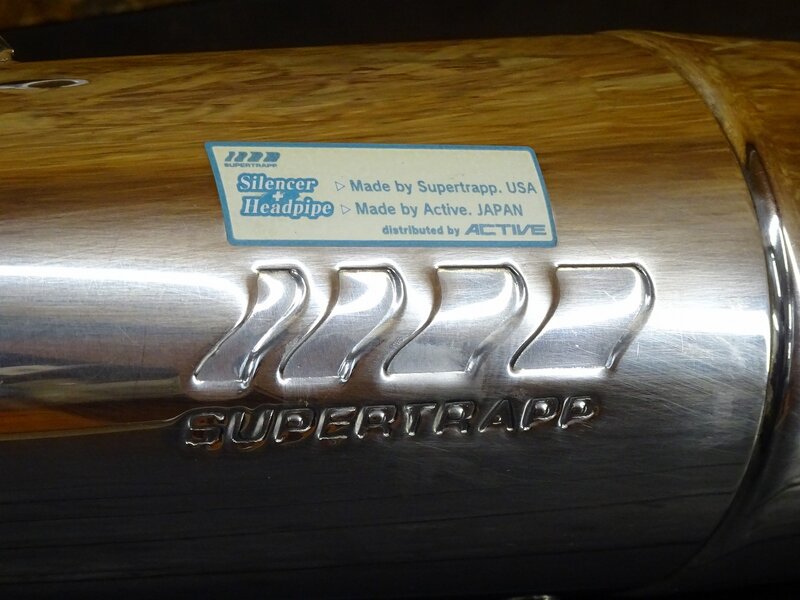 SUPERTRAPP
Silencer ▷ Made by Supertrapp. USA
+
Headpipe ▷ Made by Active. JAPAN
distributed by ACTIVE
SUPERTRAPP